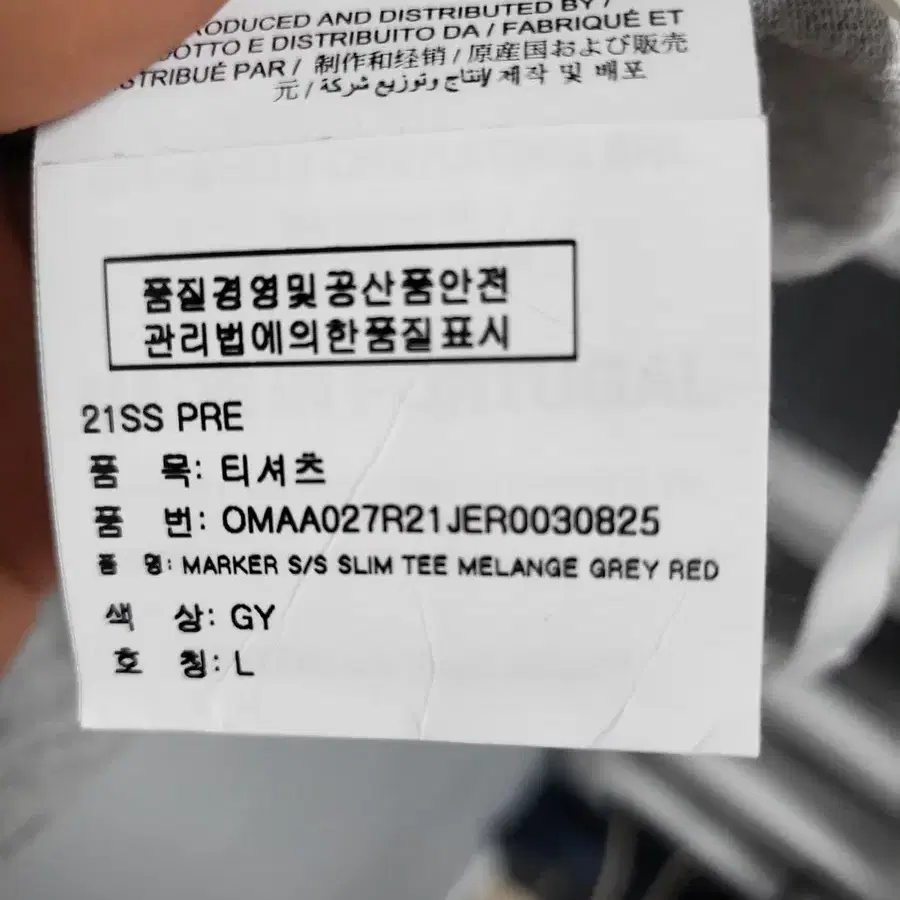 PRODUCED AND DISTRIBUTED BY /
DOTTO E DISTRIBUITO DA / FABRIQUÉ ET
STRIBUÉ PAR / 制作和经销 / 原産国および販売
元 / إنتاج وتوزيع شركة / 제작 및 배포
품질경영및공산품안전
관리법에의한품질표시
21SS PRE
품 목: 티셔츠
품 번: OMAA027R21JER0030825
품 명: MARKER S/S SLIM TEE MELANGE GREY RED
색 상: GY
호 칭: L